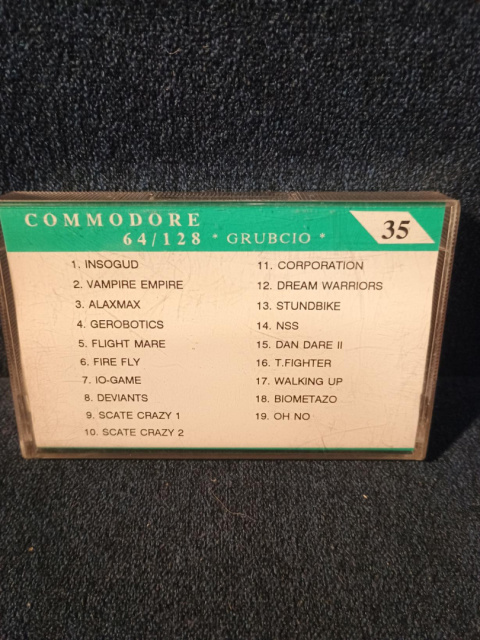 COMMODORE
64/128 * GRUBCIO *
35
1. INSOGUD
2. VAMPIRE EMPIRE
3. ALAXMAX
4. GEROBOTICS
5. FLIGHT MARE
6. FIRE FLY
7. IO-GAME
8. DEVIANTS
9. SCATE CRAZY 1
10. SCATE CRAZY 2
11. CORPORATION
12. DREAM WARRIORS
13. STUNDBIKE
14. NSS
15. DAN DARE II
16. T.FIGHTER
17. WALKING UP
18. BIOMETAZO
19. OH NO